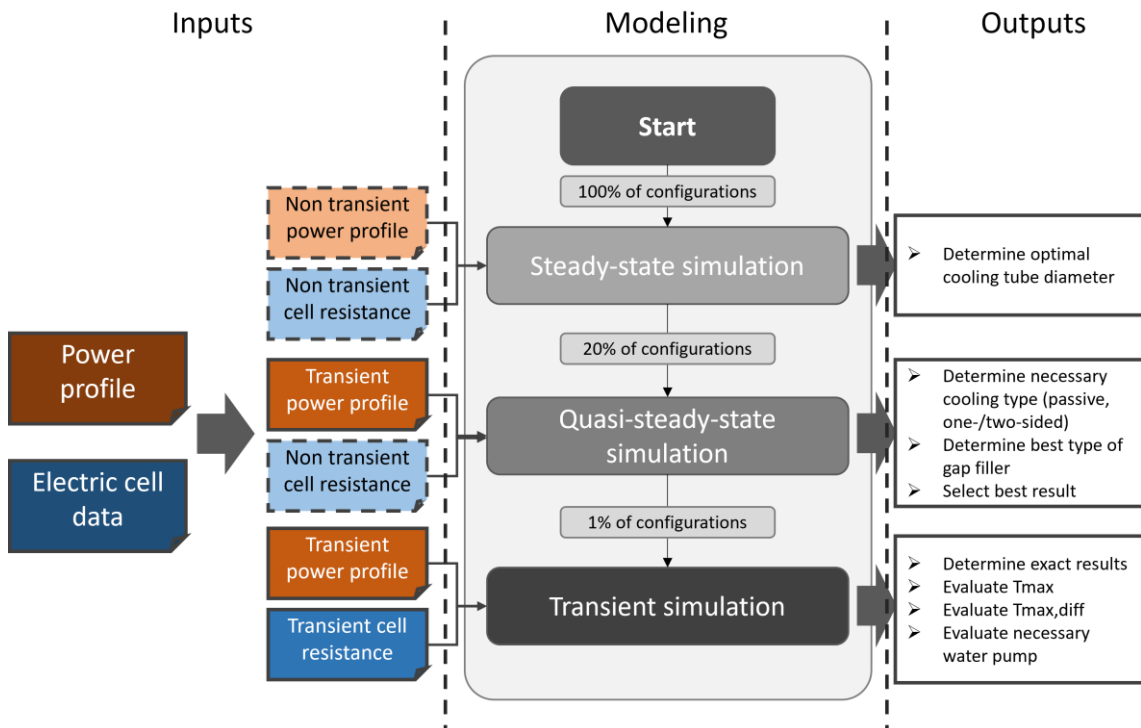 Inputs
Modeling
Outputs
Power
profile
Electric cell
data
Non transient
power profile
Non transient
cell resistance
Transient
power profile
Non transient
cell resistance
Transient
power profile
Transient cell
resistance
Start
100% of configurations
Steady-state simulation
20% of configurations
Quasi-steady-state
simulation
1% of configurations
Transient simulation
➢ Determine optimal
cooling tube diameter
➢ Determine necessary
cooling type (passive,
one-/two-sided)
➢ Determine best type of
gap filler
➢ Select best result
➢ Determine exact results
➢ Evaluate Tmax
➢ Evaluate Tmax,diff
➢ Evaluate necessary
water pump